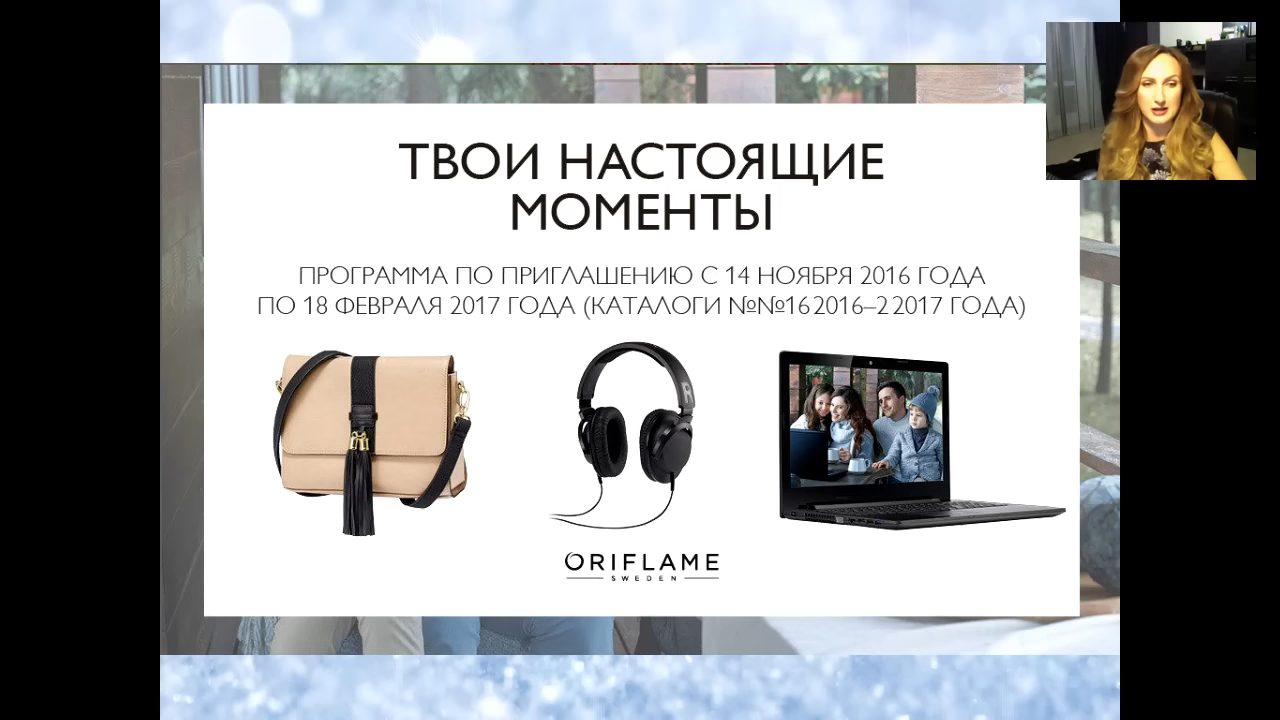 ТВОИ НАСТОЯЩИЕ
МОМЕНТЫ
ПРОГРАММА ПО ПРИГЛАШЕНИЮ С 14 НОЯБРЯ 2016 ГОДА
ПО 18 ФЕВРАЛЯ 2017 ГОДА (КАТАЛОГИ №№16 2016–2 2017 ГОДА)
R
ORIFLAME
SWEDEN